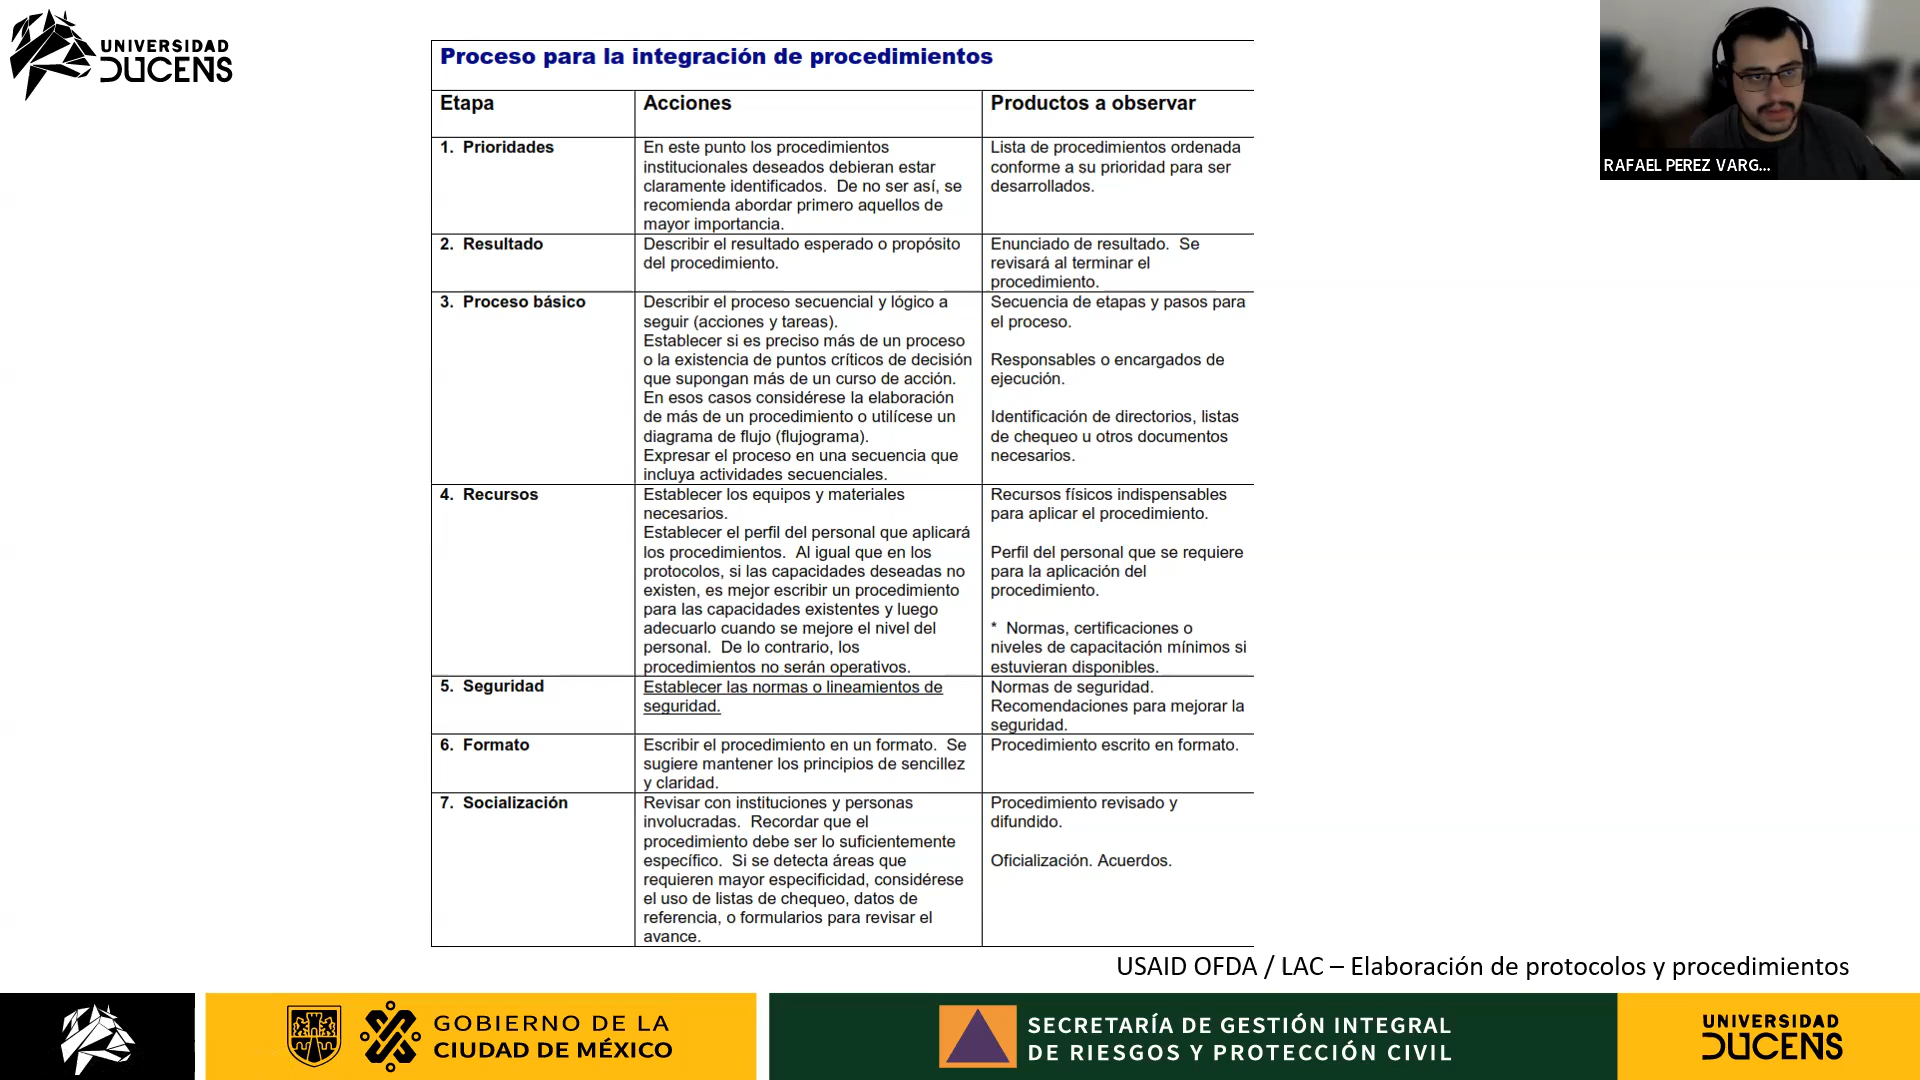 UNIVERSIDAD
DUCENS
Proceso para la integración de procedimientos
Etapa
Acciones
Productos a observar
1. Prioridades
En este punto los procedimientos
institucionales deseados debieran estar
claramente identificados. De no ser así, se
recomienda abordar primero aquellos de
mayor importancia.
Lista de procedimientos ordenada
conforme a su prioridad para ser
desarrollados.
2. Resultado
Describir el resultado esperado o propósito
del procedimiento.
Enunciado de resultado. Se
revisará al terminar el
procedimiento.
3. Proceso básico
Describir el proceso secuencial y lógico a
seguir (acciones y tareas).
Establecer si es preciso más de un proceso
o la existencia de puntos críticos de decisión
que supongan más de un curso de acción.
En esos casos considérese la elaboración
de más de un procedimiento o utilícese un
diagrama de flujo (flujograma).
Expresar el proceso en una secuencia que
incluya actividades secuenciales.
Secuencia de etapas y pasos para
el proceso.
Responsables o encargados de
ejecución.
Identificación de directorios, listas
de chequeo u otros documentos
necesarios.
4. Recursos
Establecer los equipos y materiales
necesarios.
Establecer el perfil del personal que aplicará
los procedimientos. Al igual que en los
protocolos, si las capacidades deseadas no
existen, es mejor escribir un procedimiento
para las capacidades existentes y luego
adecuarlo cuando se mejore el nivel del
personal. De lo contrario, los
procedimientos no serán operativos.
Recursos físicos indispensables
para aplicar el procedimiento.
Perfil del personal que se requiere
para la aplicación del
procedimiento.
* Normas, certificaciones o
niveles de capacitación mínimos si
estuvieran disponibles.
5. Seguridad
Establecer las normas o lineamientos de
seguridad.
Normas de seguridad.
Recomendaciones para mejorar la
seguridad.
6. Formato
Escribir el procedimiento en un formato. Se
sugiere mantener los principios de sencillez
y claridad.
Procedimiento escrito en formato.
7. Socialización
Revisar con instituciones y personas
involucradas. Recordar que el
procedimiento debe ser lo suficientemente
específico. Si se detecta áreas que
requieren mayor especificidad, considérese
el uso de listas de chequeo, datos de
referencia, o formularios para revisar el
avance.
Procedimiento revisado y
difundido.
Oficialización. Acuerdos.
RAFAEL PEREZ VARG...
USAID OFDA / LAC – Elaboración de protocolos y procedimientos
GOBIERNO DE LA
CIUDAD DE MÉXICO
SECRETARÍA DE GESTIÓN INTEGRAL
DE RIESGOS Y PROTECCIÓN CIVIL
UNIVERSIDAD
DUCENS